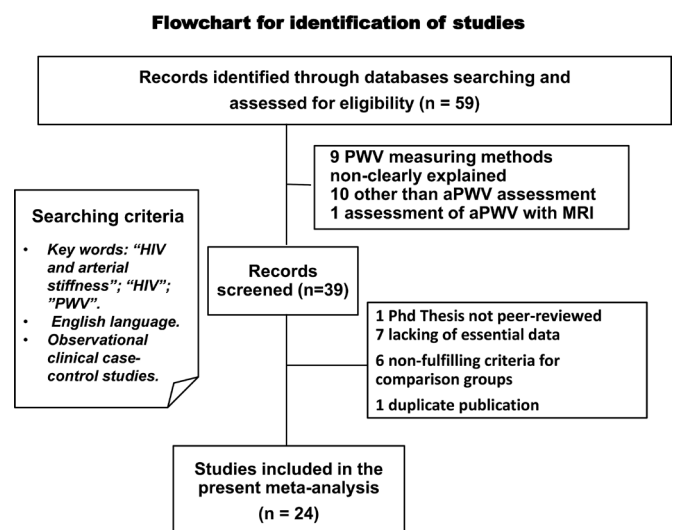 Flowchart for identification of studies
Records identified through databases searching and
assessed for eligibility (n = 59)
9 PWV measuring methods
non-clearly explained
10 other than aPWV assessment
1 assessment of aPWV with MRI
Searching criteria
• Key words: “HIV
and arterial
stiffness”; “HIV”;
”PWV”.
• English language.
• Observational
clinical case-
control studies.
Records
screened (n=39)
1 Phd Thesis not peer-reviewed
7 lacking of essential data
6 non-fulfilling criteria for
comparison groups
1 duplicate publication
Studies included in the
present meta-analysis
(n = 24)